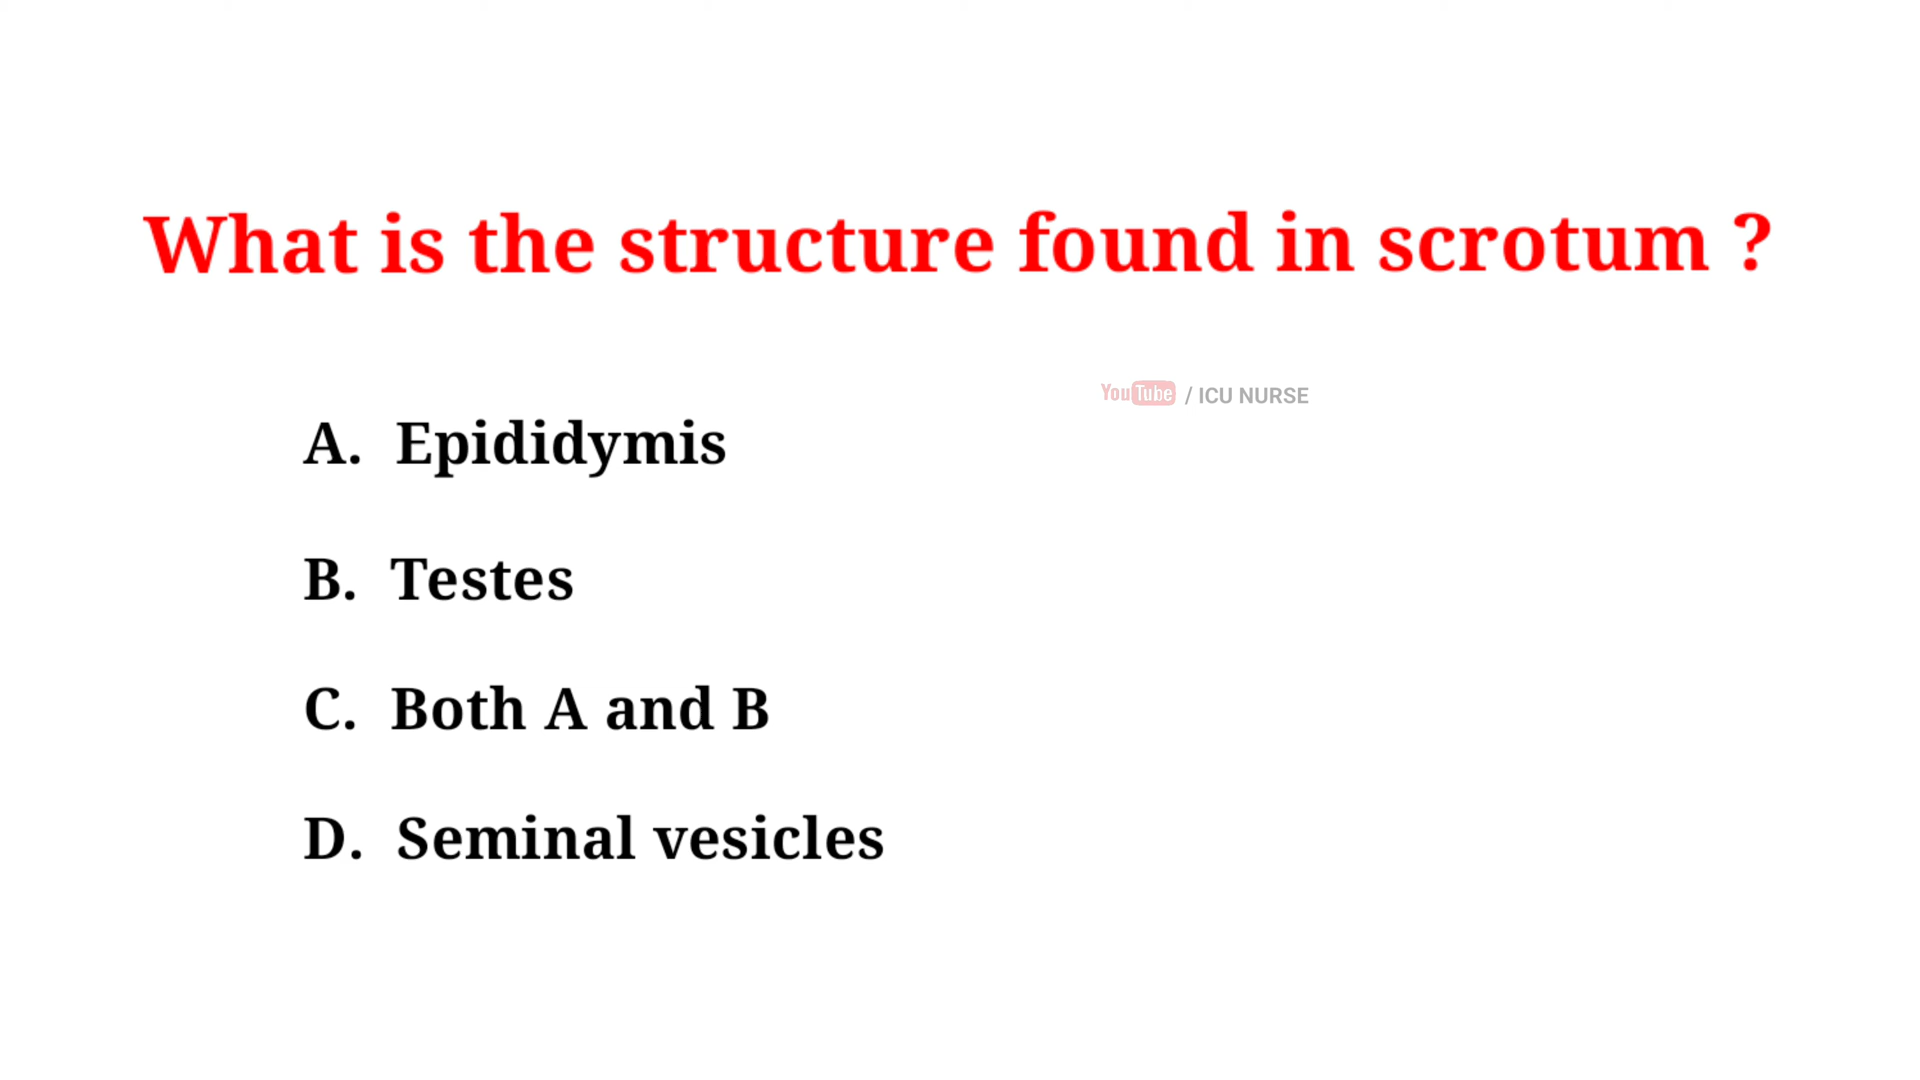 What is the structure found in scrotum ?
YouTube / ICU NURSE
A. Epididymis
B. Testes
C. Both A and B
D. Seminal vesicles